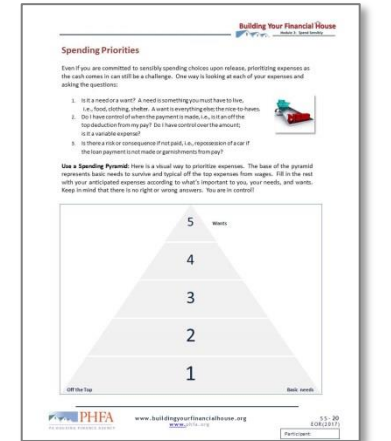 Building Your Financial House
Module 3: Spend Sensibly
Spending Priorities
Even if you are committed to sensibly spending choices upon release, prioritizing expenses as
the cash comes in can still be a challenge. One way is looking at each of your expenses and
asking the questions:
1. Is it a need or a want? A need is something you must have to live,
i.e., food, clothing, shelter. A want is everything else; the nice-to-haves.
2. Do I have control of when the payment is made, i.e., is it an off the
top deduction from my pay? Do I have control over the amount;
is it a variable expense?
3. Is there a risk or consequence if not paid, i.e., repossession of a car if
the loan payment is not made or garnishments from pay?
Use a Spending Pyramid: Here is a visual way to prioritize expenses. The base of the pyramid
represents basic needs to survive and typical off the top expenses from wages. Fill in the rest
with your anticipated expenses according to what's important to you, your needs, and wants.
Keep in mind that there is no right or wrong answers. You are in control!
5 Wants
4
3
2
1
Off the Top Basic needs
PHFA
www.buildingyourfinancialhouse.org
www.phfa.org
SS - 20
EOR(2017)
Participant